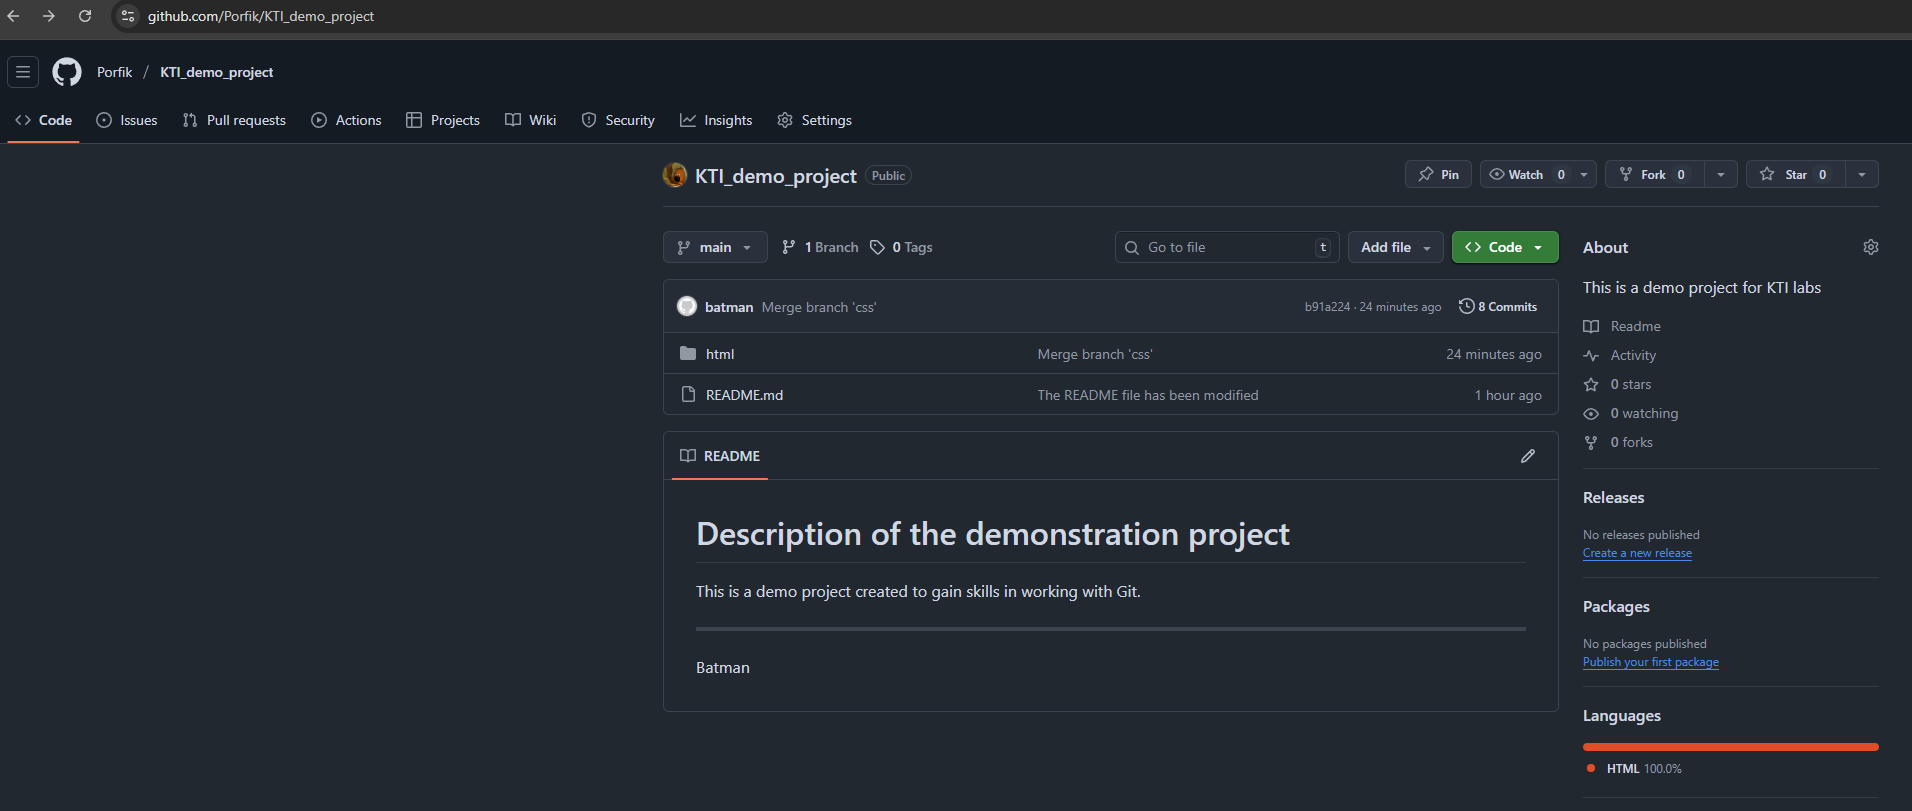 github.com/Porfik/KTI_demo_project
Porfik / KTI_demo_project
Code Issues Pull requests Actions Projects Wiki Security Insights Settings
KTI_demo_project Public
Pin Watch 0 Fork 0 Star 0
main 1 Branch 0 Tags
Go to file t Add file Code
batman Merge branch 'css' b91a224 · 24 minutes ago 8 Commits
html Merge branch 'css' 24 minutes ago
README.md The README file has been modified 1 hour ago
README
Description of the demonstration project
This is a demo project created to gain skills in working with Git.
Batman
About
This is a demo project for KTI labs
Readme
Activity
0 stars
0 watching
0 forks
Releases
No releases published
Create a new release
Packages
No packages published
Publish your first package
Languages
HTML 100.0%